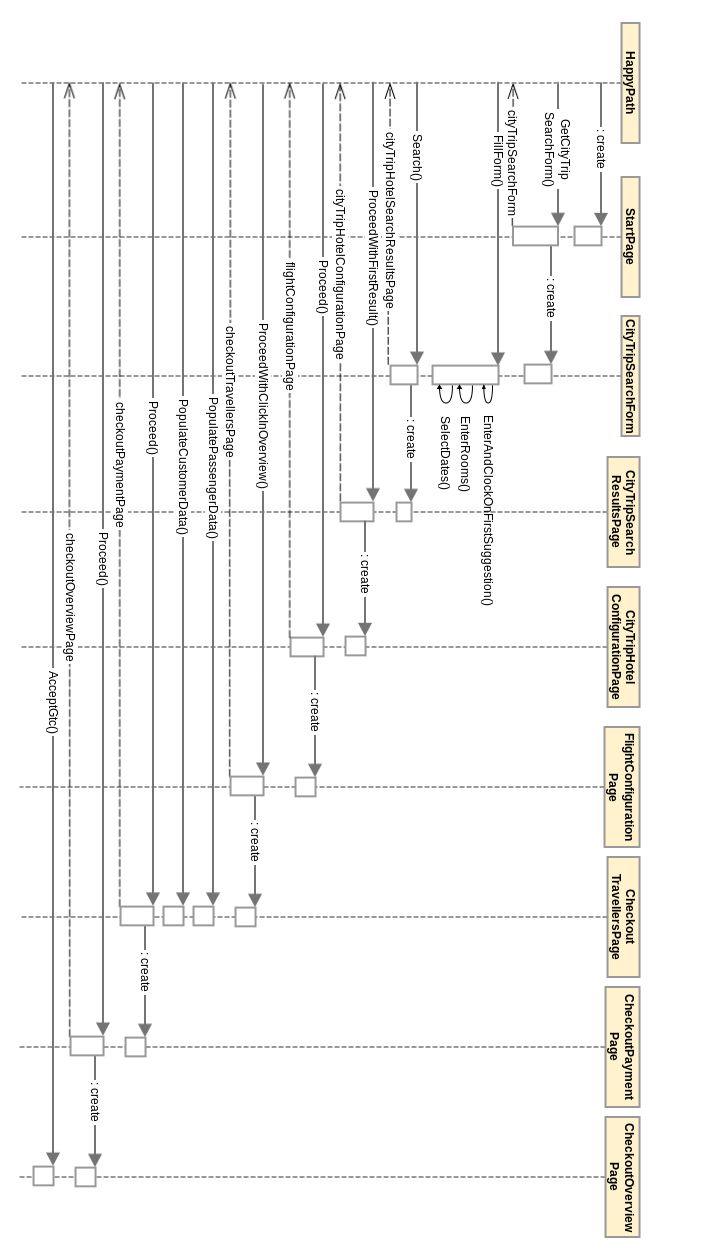 HappyPath
StartPage
CityTripSearchForm
CityTripSearch
ResultsPage
CityTripHotel
ConfigurationPage
FlightConfiguration
Page
Checkout
TravellersPage
CheckoutPayment
Page
CheckoutOverview
Page
: create
GetCityTrip
SearchForm()
: create
cityTripSearchForm
FillForm()
EnterAndClockOnFirstSuggestion()
EnterRooms()
SelectDates()
Search()
: create
cityTripHotelSearchResultsPage
ProceedWithFirstResult()
: create
cityTripHotelConfigurationPage
Proceed()
: create
flightConfigurationPage
ProceedWithClickInOverview()
: create
checkoutTravellersPage
PopulatePassengerData()
PopulateCustomerData()
Proceed()
: create
checkoutPaymentPage
Proceed()
: create
checkoutOverviewPage
AcceptGtc()